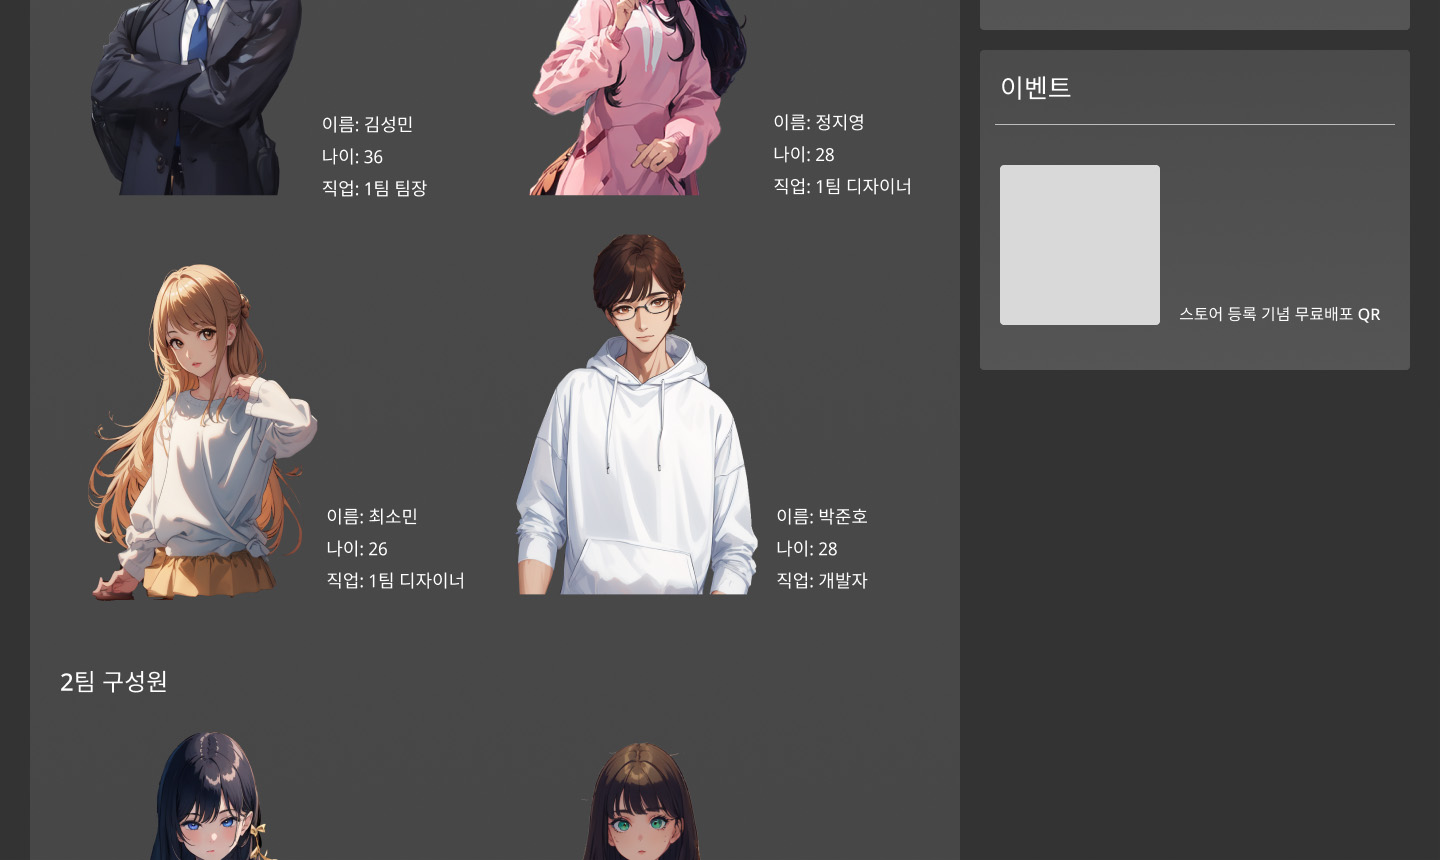 이름: 김성민
나이: 36
직업: 1팀 팀장
이름: 정지영
나이: 28
직업: 1팀 디자이너
이름: 최소민
나이: 26
직업: 1팀 디자이너
이름: 박준호
나이: 28
직업: 개발자
2팀 구성원
이벤트
스토어 등록 기념 무료배포 QR